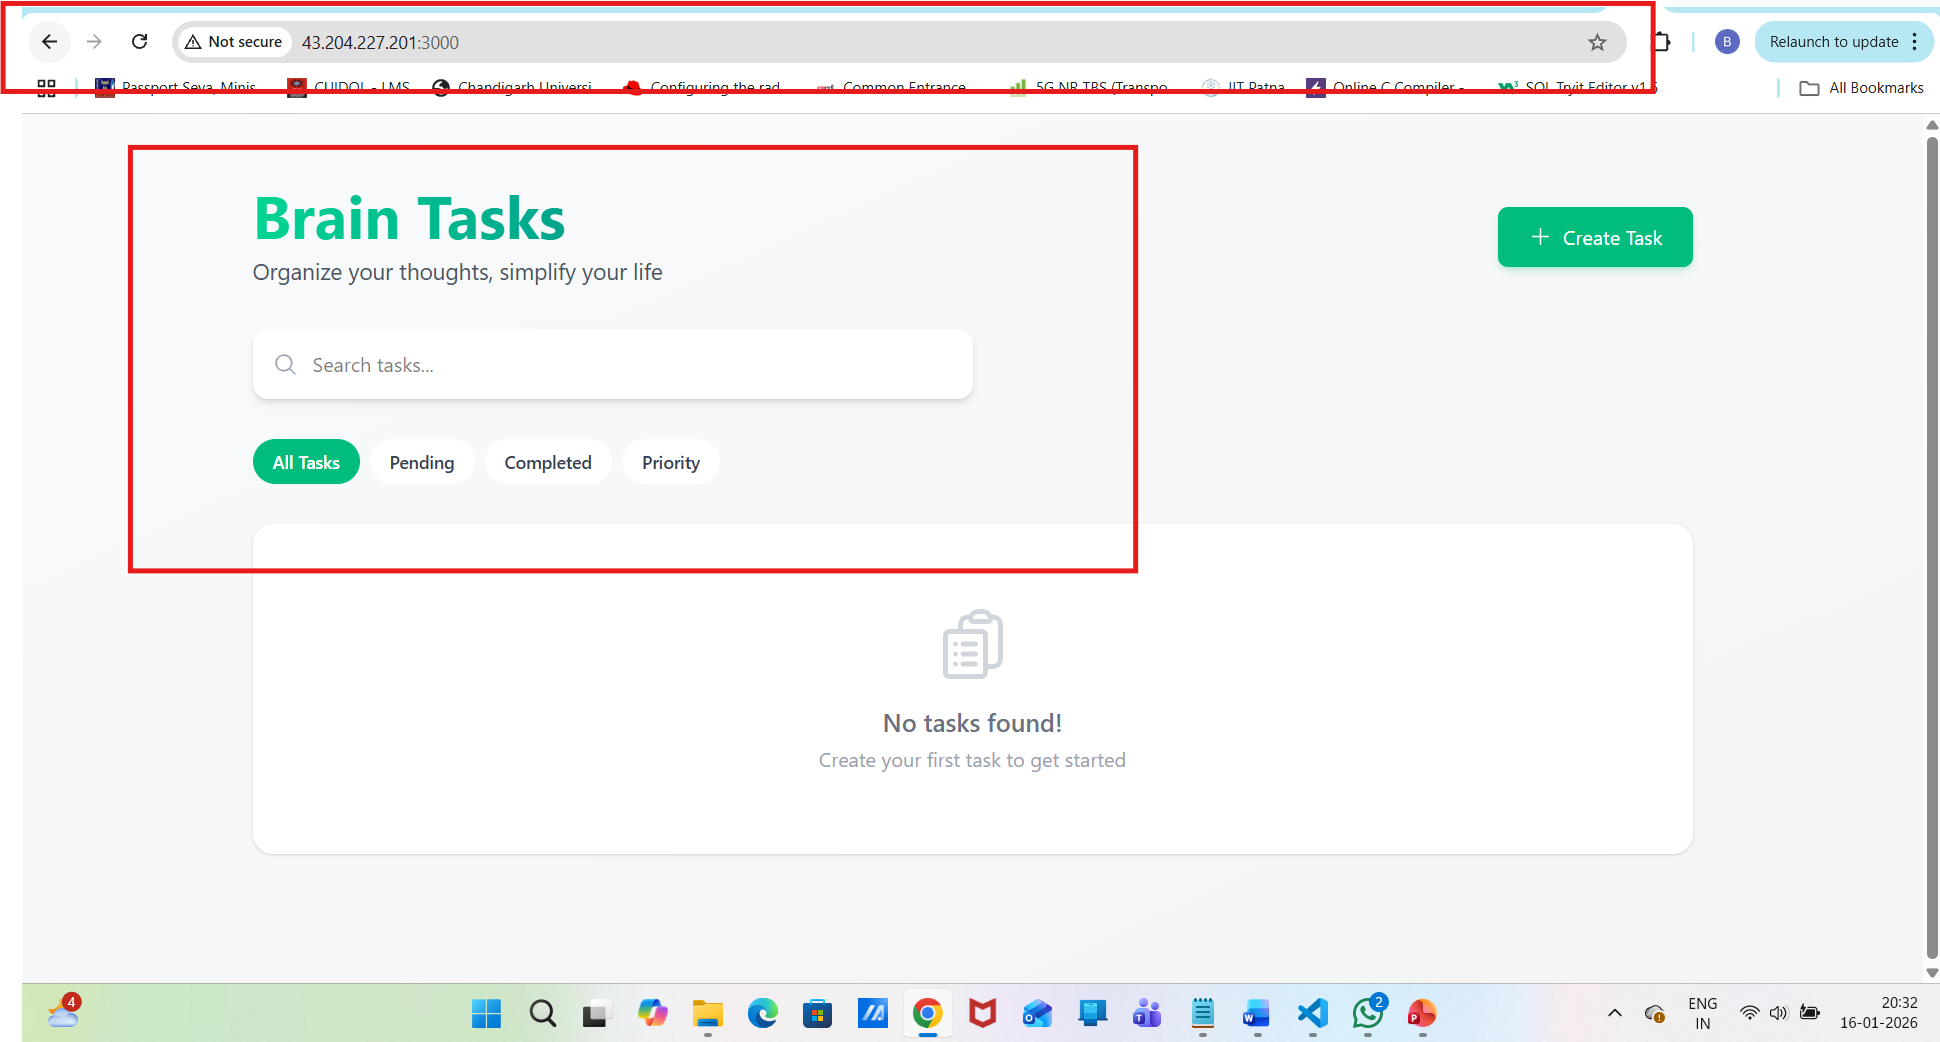 Not secure 43.204.227.201:3000
B
Relaunch to update
Passport Seva, Minis
CUIDOL - LMS
Chandigarh Universi
Configuring the rad
Common Entrance
5G NR TBS (Transpo
IIT Patna
Online C Compiler -
SQL Tryit Editor v1.6
All Bookmarks
Brain Tasks
Organize your thoughts, simplify your life
+ Create Task
Search tasks...
All Tasks Pending Completed Priority
No tasks found!
Create your first task to get started
4
2
ENG
IN
20:32
16-01-2026